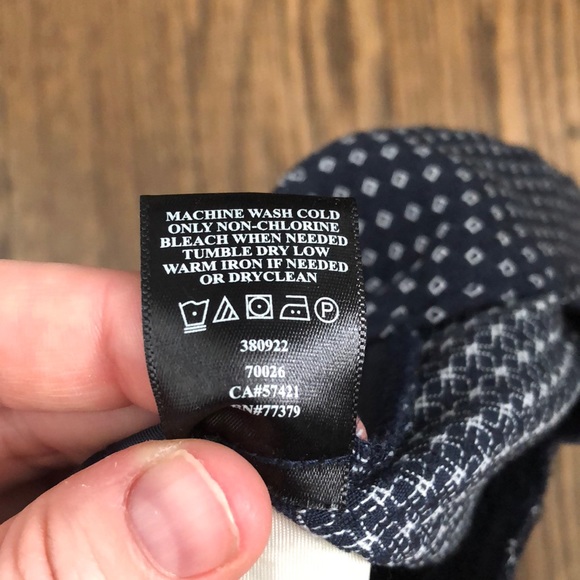 MACHINE WASH COLD
ONLY NON-CHLORINE
BLEACH WHEN NEEDED
TUMBLE DRY LOW
WARM IRON IF NEEDED
OR DRYCLEAN
P
380922
70026
CA#57421
RN#77379